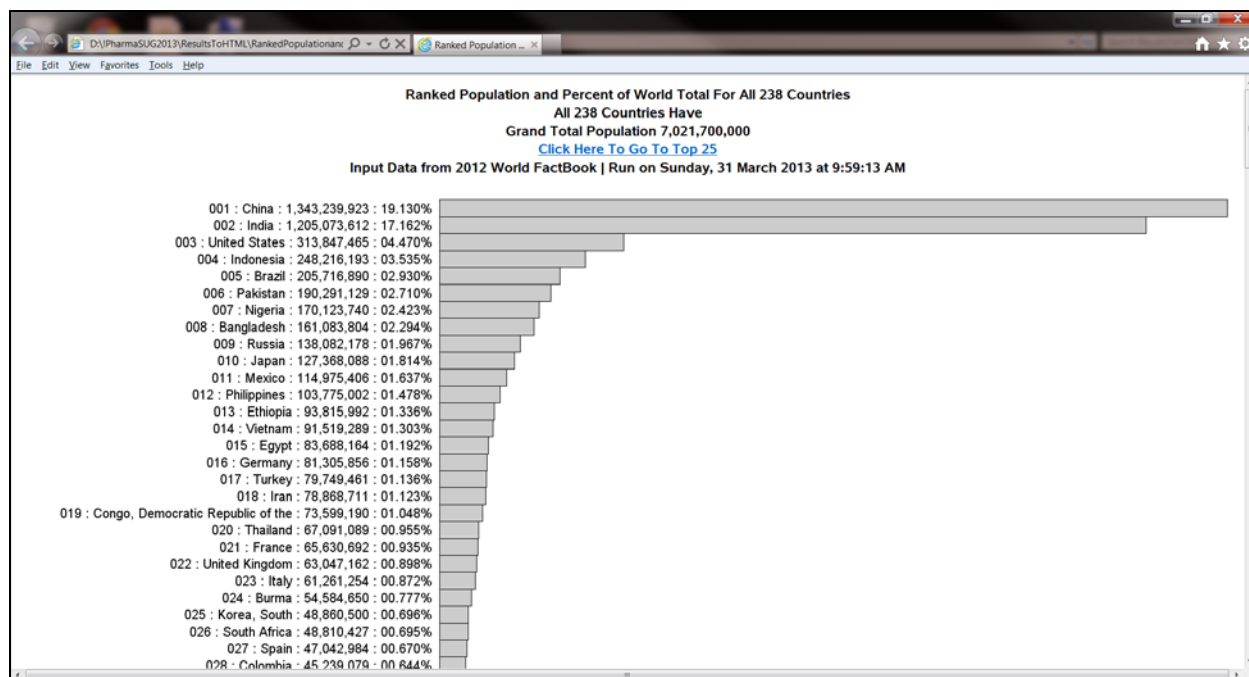 D:\!PharmaSUG2013\ResultsToHTML\RankedPopulationanc
Ranked Population ...
File Edit View Favorites Tools Help
Ranked Population and Percent of World Total For All 238 Countries
All 238 Countries Have
Grand Total Population 7,021,700,000
Click Here To Go To Top 25
Input Data from 2012 World FactBook | Run on Sunday, 31 March 2013 at 9:59:13 AM
001 : China : 1,343,239,923 : 19.130%
002 : India : 1,205,073,612 : 17.162%
003 : United States : 313,847,465 : 04.470%
004 : Indonesia : 248,216,193 : 03.535%
005 : Brazil : 205,716,890 : 02.930%
006 : Pakistan : 190,291,129 : 02.710%
007 : Nigeria : 170,123,740 : 02.423%
008 : Bangladesh : 161,083,804 : 02.294%
009 : Russia : 138,082,178 : 01.967%
010 : Japan : 127,368,088 : 01.814%
011 : Mexico : 114,975,406 : 01.637%
012 : Philippines : 103,775,002 : 01.478%
013 : Ethiopia : 93,815,992 : 01.336%
014 : Vietnam : 91,519,289 : 01.303%
015 : Egypt : 83,688,164 : 01.192%
016 : Germany : 81,305,856 : 01.158%
017 : Turkey : 79,749,461 : 01.136%
018 : Iran : 78,868,711 : 01.123%
019 : Congo, Democratic Republic of the : 73,599,190 : 01.048%
020 : Thailand : 67,091,089 : 00.955%
021 : France : 65,630,692 : 00.935%
022 : United Kingdom : 63,047,162 : 00.898%
023 : Italy : 61,261,254 : 00.872%
024 : Burma : 54,584,650 : 00.777%
025 : Korea, South : 48,860,500 : 00.696%
026 : South Africa : 48,810,427 : 00.695%
027 : Spain : 47,042,984 : 00.670%
028 : Colombia : 45,239,079 : 00.644%